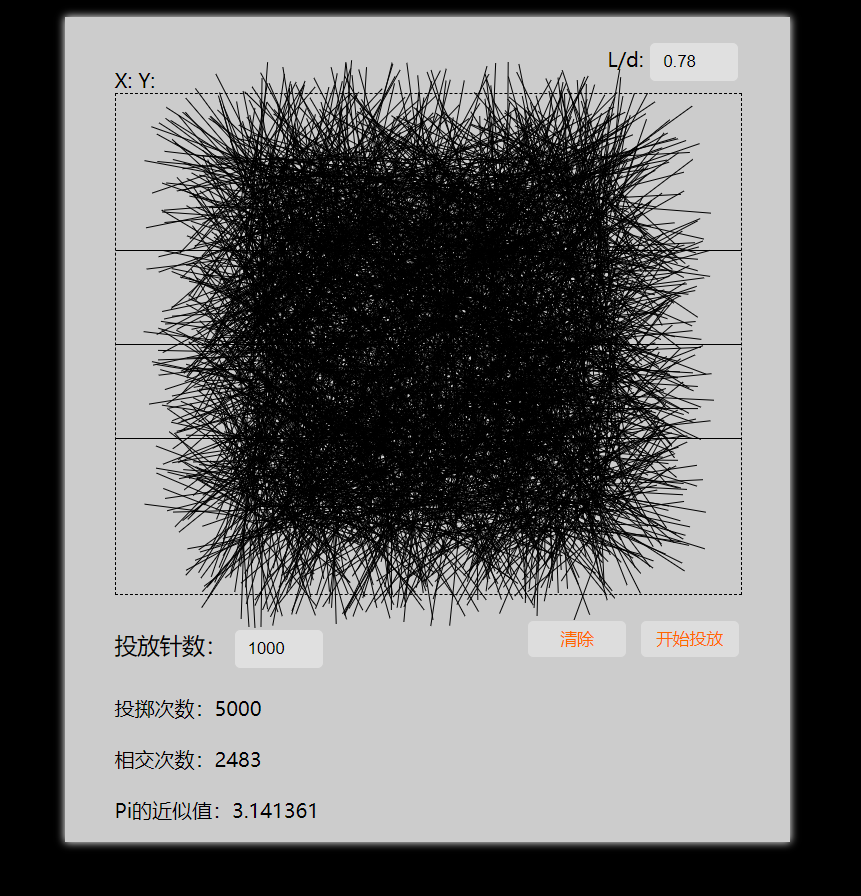 L/d: 0.78
X: Y:
投放针数： 1000
清除 开始投放
投掷次数：5000
相交次数：2483
Pi的近似值：3.141361